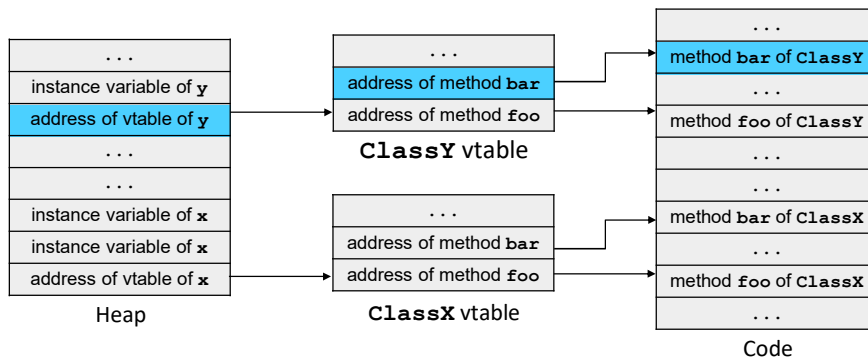 ...
instance variable of y
address of vtable of y
...
...
instance variable of x
instance variable of x
address of vtable of x
Heap
...
address of method bar
address of method foo
ClassY vtable
...
address of method bar
address of method foo
ClassX vtable
...
method bar of ClassY
...
method foo of ClassY
...
...
method bar of ClassX
...
method foo of ClassX
...
Code